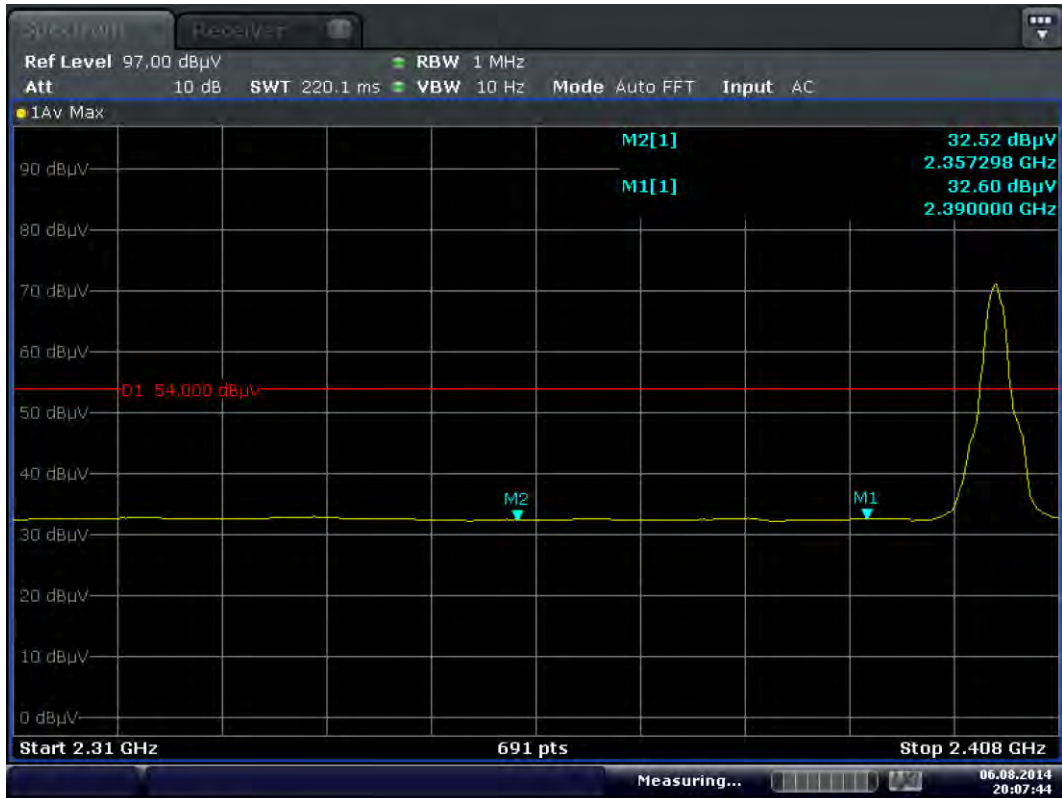 Spectrum Receiver
Ref Level 97.00 dBµV RBW 1 MHz
Att 10 dB SWT 220.1 ms VBW 10 Hz Mode Auto FFT Input AC
1Av Max
M2[1] 32.52 dBµV
2.357298 GHz
M1[1] 32.60 dBµV
2.390000 GHz
90 dBµV
80 dBµV
70 dBµV
60 dBµV
D1 54.000 dBµV
50 dBµV
40 dBµV
M2 M1
30 dBµV
20 dBµV
10 dBµV
0 dBµV
Start 2.31 GHz 691 pts Stop 2.408 GHz
Measuring... 06.08.2014
20:07:44